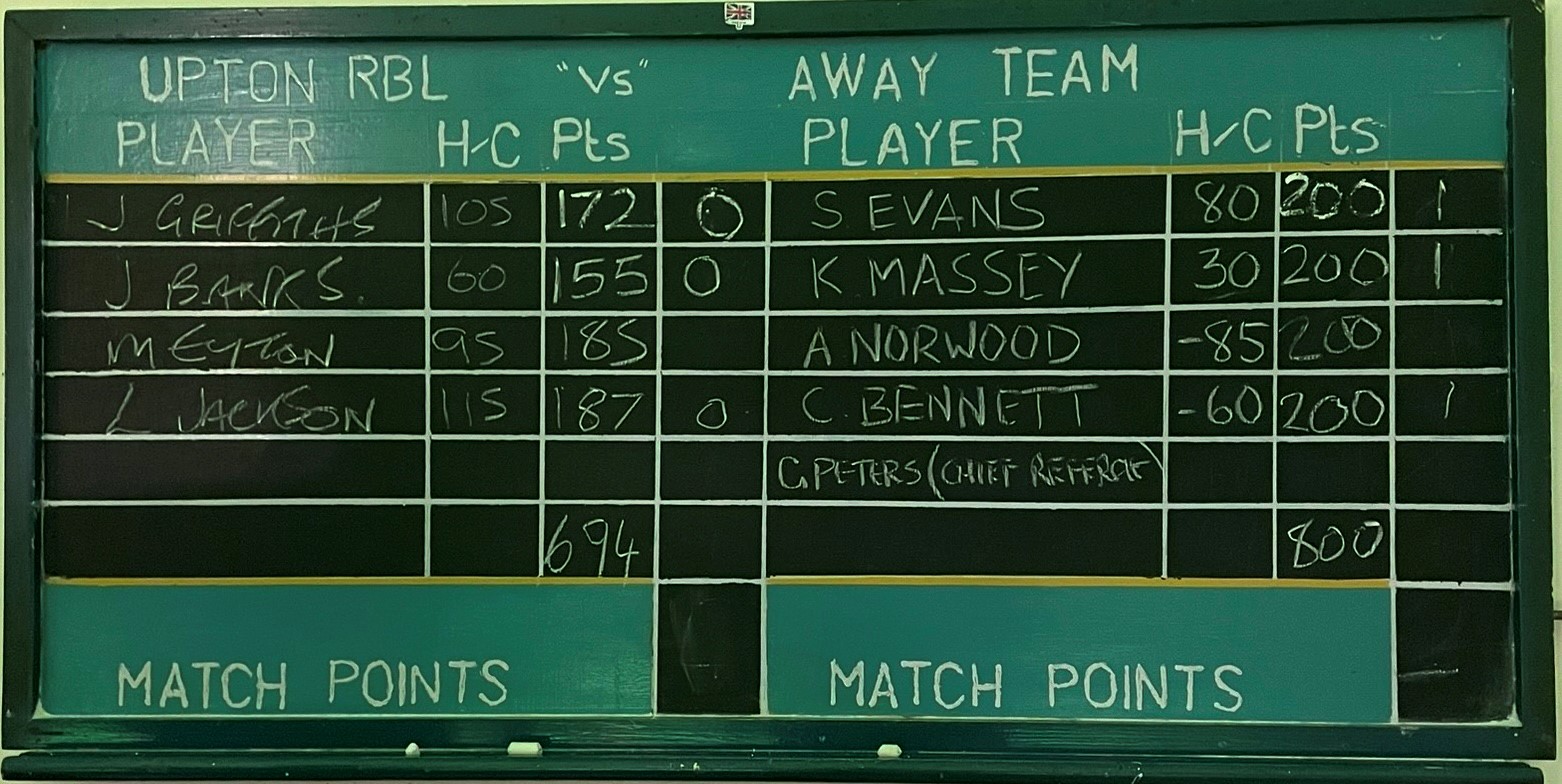 UPTON RBL "Vs" AWAY TEAM
PLAYER H-C Pts PLAYER H-C Pts
J GRIFFITHS 105 172 0 S EVANS 80 200 1
J BANKS. 60 155 0 K MASSEY 30 200 1
M EYTON 95 185 A NORWOOD -85 200
L JACKSON 115 187 0 C. BENNETT -60 200 1
G.PETERS (CHIEF
694 800
MATCH POINTS MATCH POINTS